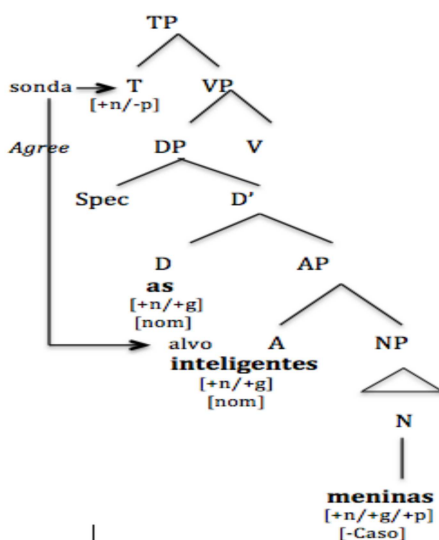 TP
sonda T VP
[+n/-p]
Agree DP V
Spec D'
D AP
as
[+n/+g]
[nom]
alvo A NP
inteligentes
[+n/+g]
[nom]
N
meninas
[+n/+g/+p]
[-Caso]